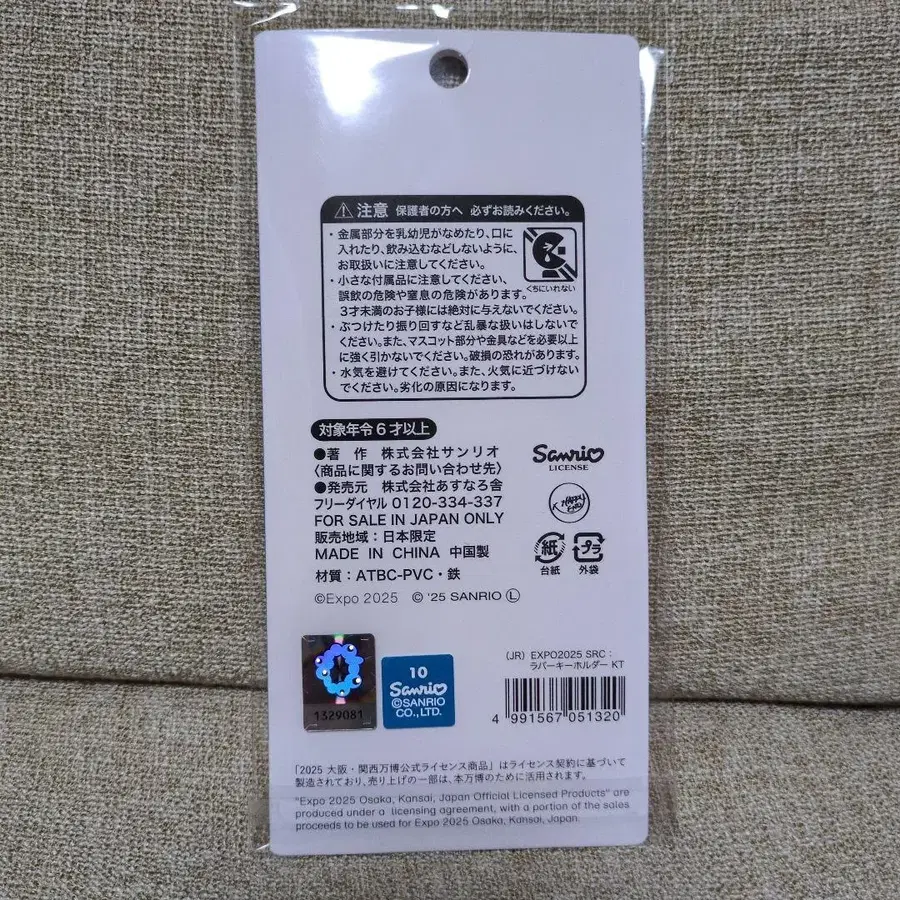 ⚠注意 保護者の方へ 必ずお読みください。
・金属部分を乳幼児がなめたり、口に
入れたり、飲み込むなどしないように、
お取扱いに注意してください。
くちにいれない
・小さな付属品に注意してください、
誤飲の危険や窒息の危険があります。
3才未満のお子様には絶対に与えないでください。
・ぶつけたり振り回すなど乱暴な扱いはしないで
ください。また、マスコット部分や金具などを必要以上
に強く引かないでください。破損の恐れがあります。
・水気を避けてください。また、火気に近づけない
でください。劣化の原因になります。
対象年令6才以上
●著 作 株式会社サンリオ
〈商品に関するお問い合わせ先〉
●発売元 株式会社あすなろ舎
フリーダイヤル 0120-334-337
FOR SALE IN JAPAN ONLY
販売地域:日本限定
MADE IN CHINA 中国製
材質:ATBC-PVC・鉄
©Expo 2025 © '25 SANRIO Ⓛ
Sanrio
LICENSE
紙
台紙
プラ
外袋
1329081
10
Sanrio
©SANRIO
CO., LTD.
(JR) EXPO2025 SRC:
ラバーキーホルダー KT
4 991567 051320
「2025 大阪・関西万博公式ライセンス商品」はライセンス契約に基づいて
製造されており、売り上げの一部は、本万博のために活用されます。
"Expo 2025 Osaka, Kansai, Japan Official Licensed Products" are
produced under a licensing agreement, with a portion of the sales
proceeds to be used for Expo 2025 Osaka, Kansai, Japan.